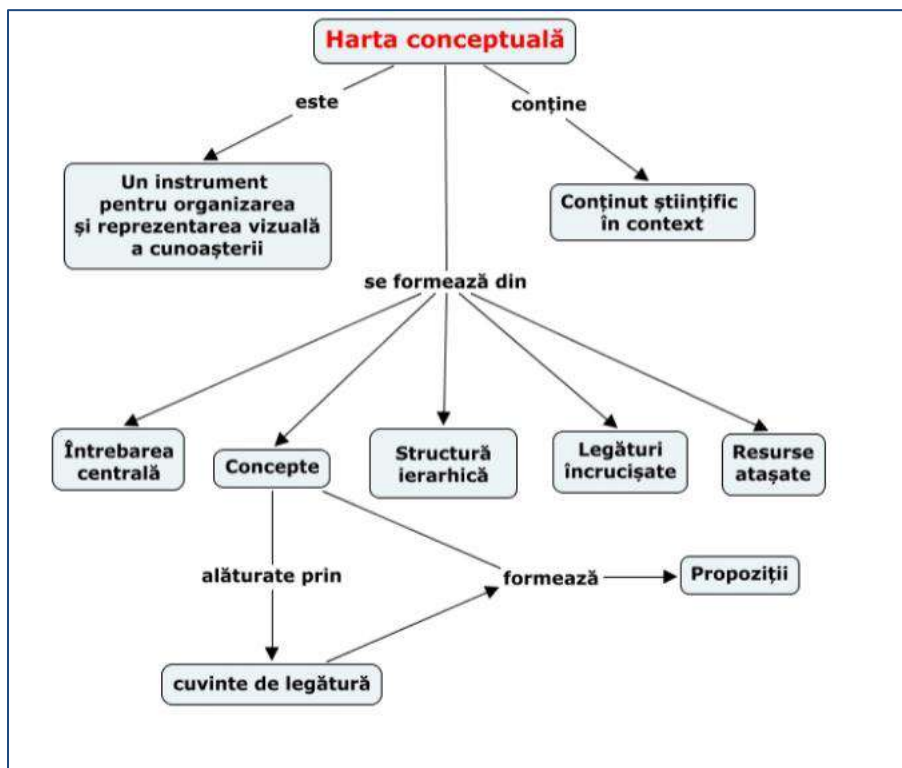 Harta conceptuală
este
conține
Un instrument
pentru organizarea
și reprezentarea vizuală
a cunoașterii
Conținut științific
în context
se formează din
Întrebarea
centrală
Concepte
Structură
ierarhică
Legături
încrucișate
Resurse
atașate
alăturate prin
formează
Propoziții
cuvinte de legătură